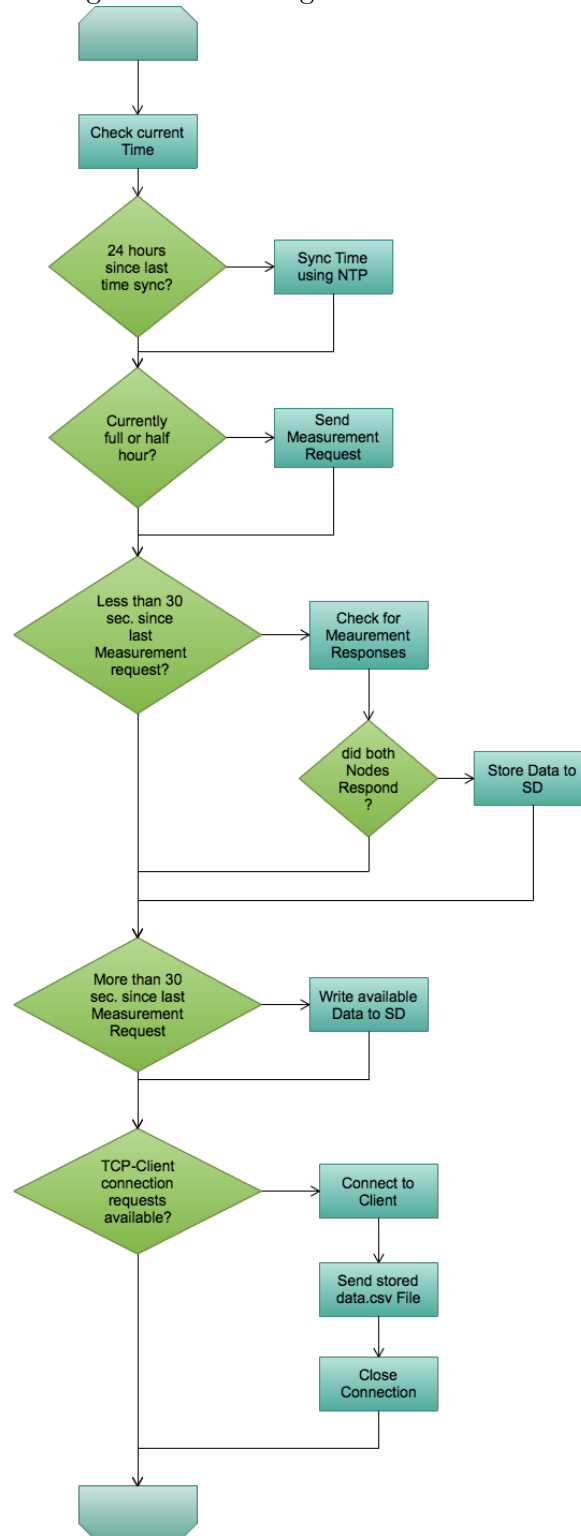 Check current
Time
24 hours
since last
time sync?
Sync Time
using NTP
Currently
full or half
hour?
Send
Measurement
Request
Less than 30
sec. since
last
Measurement
request?
Check for
Meaurement
Responses
did both
Nodes
Respond
?
Store Data to
SD
More than 30
sec. since last
Measurement
Request
Write available
Data to SD
TCP-Client
connection
requests
available?
Connect to
Client
Send stored
data.csv File
Close
Connection